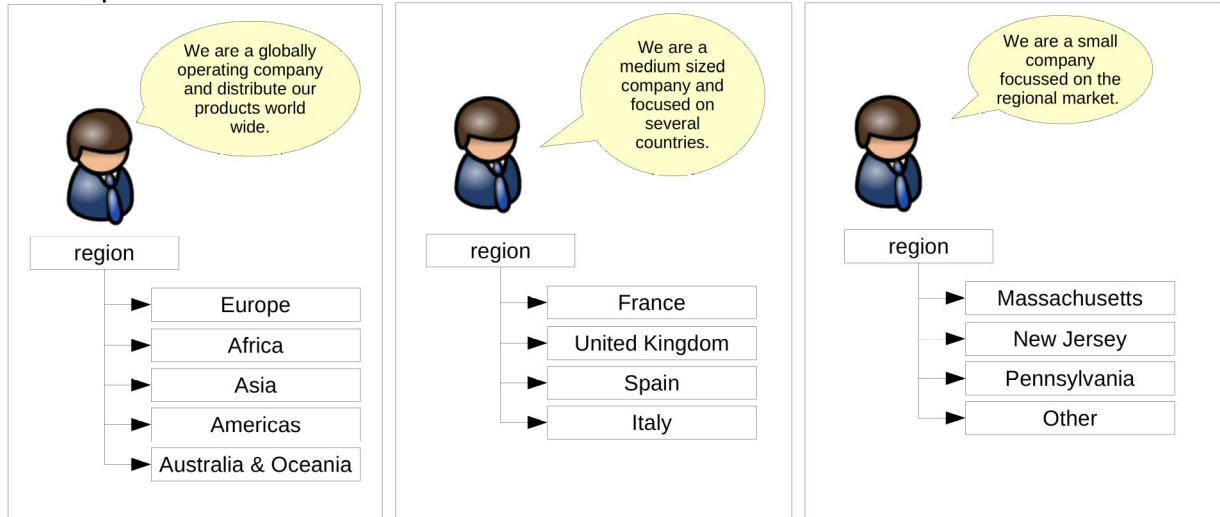 We are a globally
operating company
and distribute our
products world
wide.
region
Europe
Africa
Asia
Americas
Australia & Oceania
We are a
medium sized
company and
focused on
several
countries.
region
France
United Kingdom
Spain
Italy
We are a small
company
focussed on the
regional market.
region
Massachusetts
New Jersey
Pennsylvania
Other